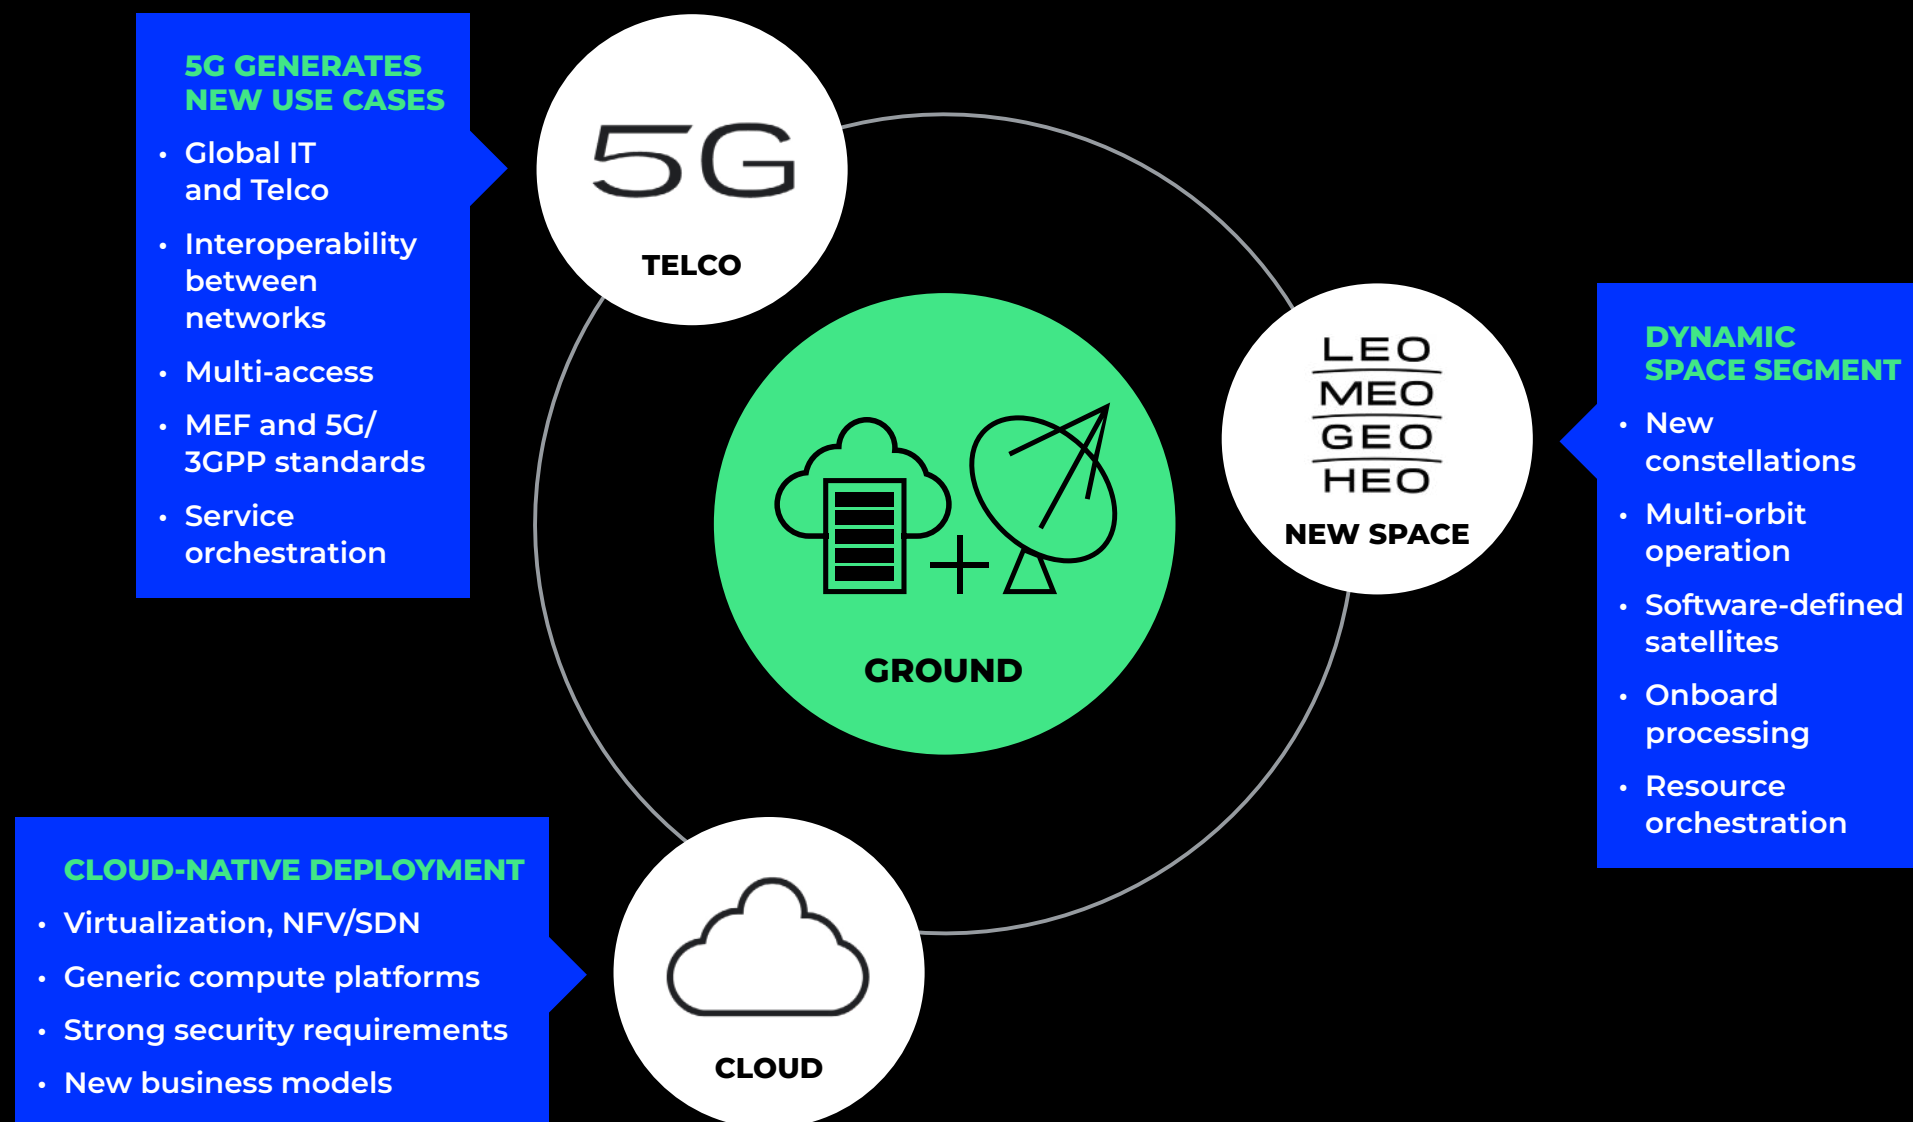 5G GENERATES
NEW USE CASES
• Global IT
and Telco
• Interoperability
between
networks
• Multi-access
• MEF and 5G/
3GPP standards
• Service
orchestration
5G
TELCO
LEO
MEO
GEO
HEO
NEW SPACE
DYNAMIC
SPACE SEGMENT
• New
constellations
• Multi-orbit
operation
• Software-defined
satellites
• Onboard
processing
• Resource
orchestration
GROUND
CLOUD-NATIVE DEPLOYMENT
• Virtualization, NFV/SDN
• Generic compute platforms
• Strong security requirements
• New business models
CLOUD